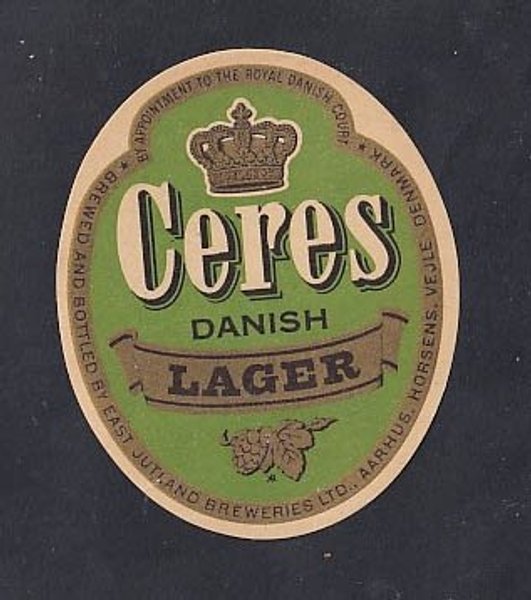 BY APPOINTMENT TO THE ROYAL DANISH COURT
Ceres
DANISH
LAGER
★ BREWED AND BOTTLED BY EAST JUTLAND BREWERIES LTD., AARHUS, HORSENS, VEJLE, DENMARK ★